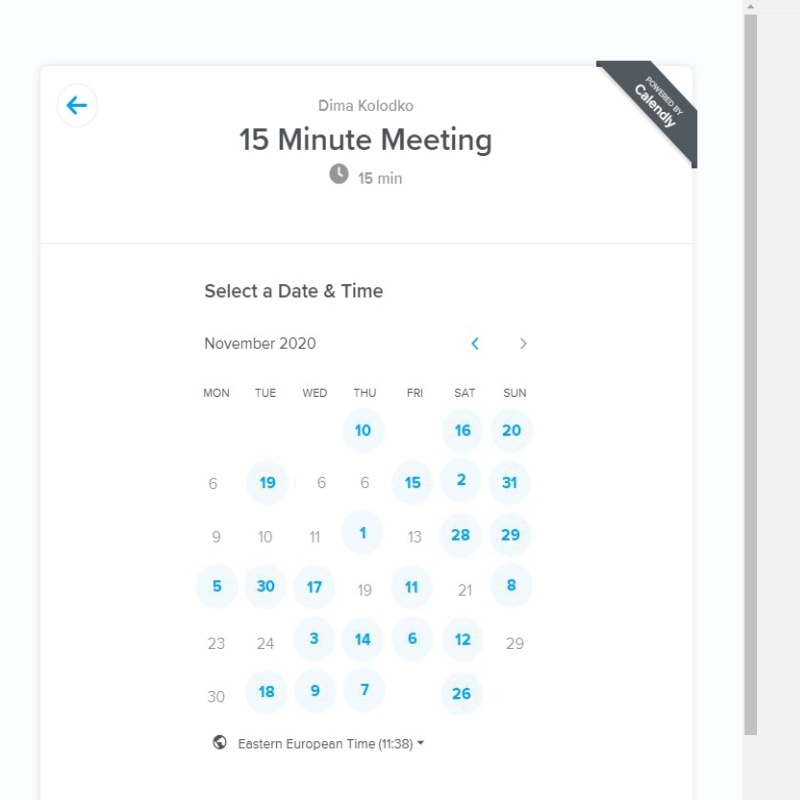 POWERED BY
Calendly
Dima Kolodko
15 Minute Meeting
15 min
Select a Date & Time
November 2020
MON TUE WED THU FRI SAT SUN
10 16 20
6 19 6 6 15 2 31
9 10 11 1 13 28 29
5 30 17 19 11 21 8
23 24 3 14 6 12 29
30 18 9 7 26
Eastern European Time (11:38)